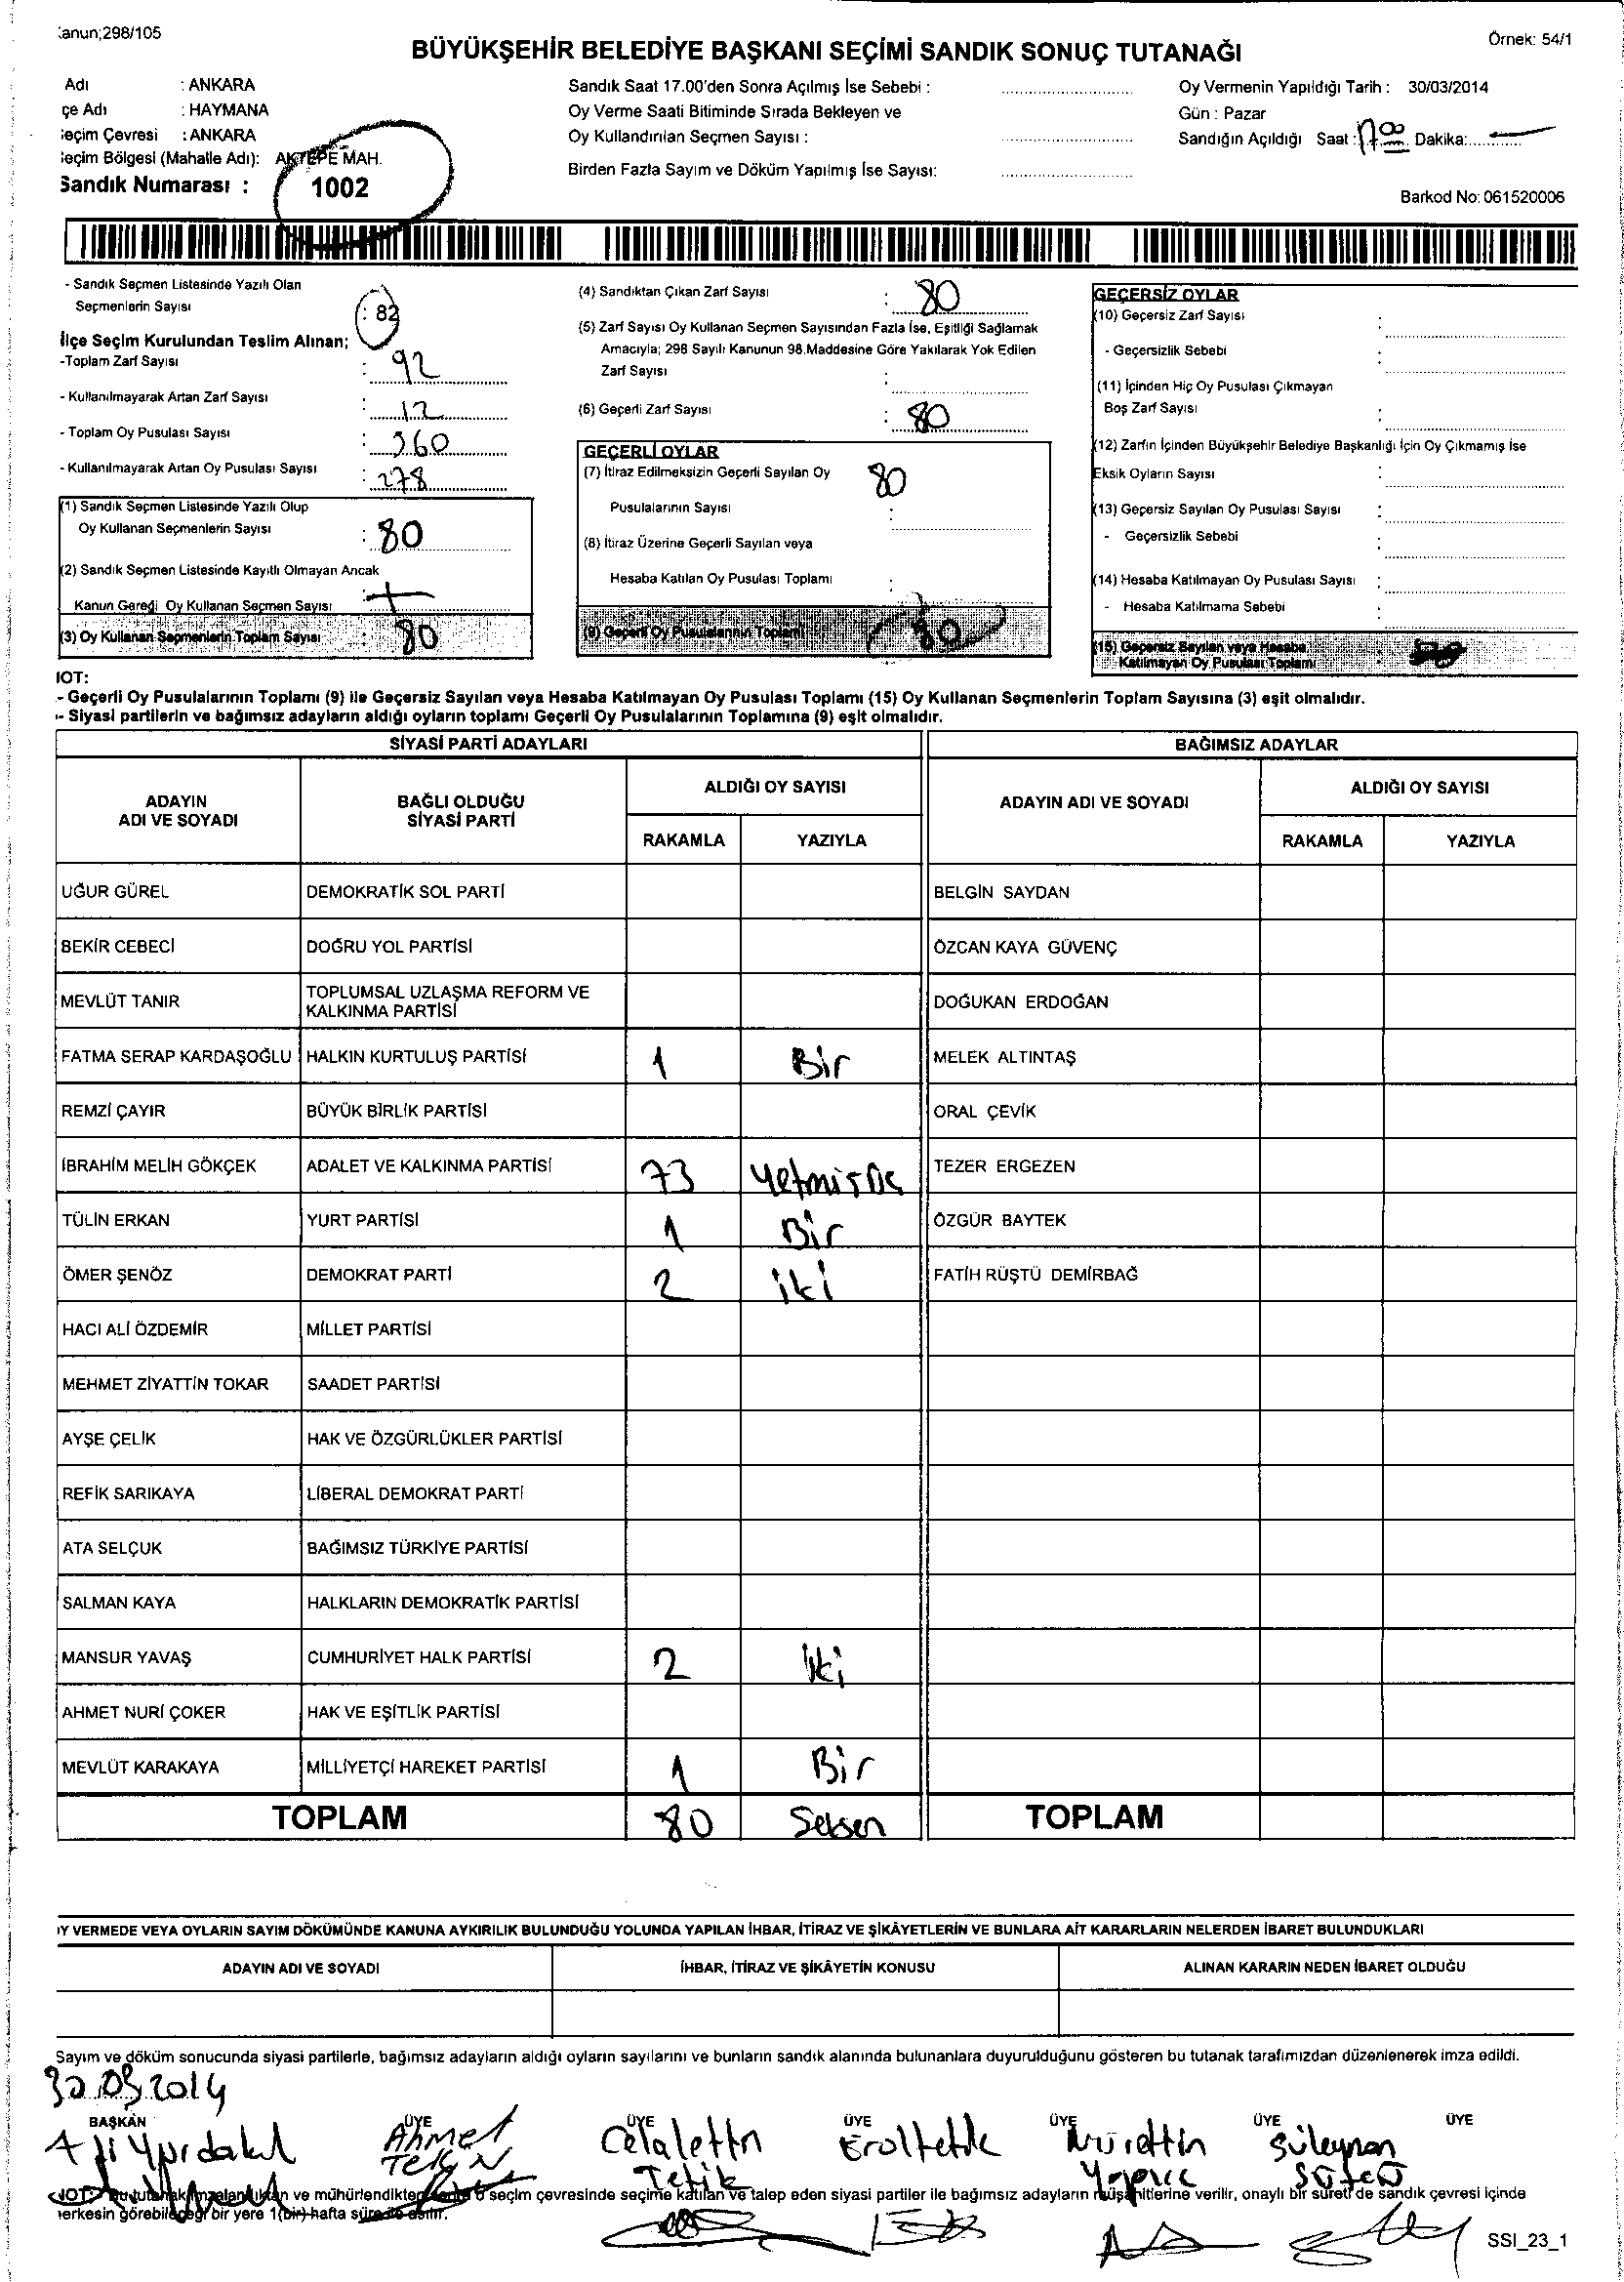 Kanun;298/105
Örnek: 54/1
BÜYÜKŞEHİR BELEDİYE BAŞKANI SEÇİMİ SANDIK SONUÇ TUTANAĞI
Adı : ANKARA
çe Adı : HAYMANA
eçim Çevresi : ANKARA
eçim Bölgesi (Mahalle Adı): AKTEPE MAH.
Sandık Numarası : 1002
Sandık Saat 17.00'den Sonra Açılmış İse Sebebi :
Oy Verme Saati Bitiminde Sırada Bekleyen ve
Oy Kullandırılan Seçmen Sayısı :
Birden Fazla Sayım ve Döküm Yapılmış İse Sayısı:
Oy Vermenin Yapıldığı Tarih : 30/03/2014
Gün : Pazar
Sandığın Açıldığı Saat : 17 00 Dakika: —
Barkod No: 061520006
- Sandık Seçmen Listesinde Yazılı Olan
Seçmenlerin Sayısı : 82
İlçe Seçim Kurulundan Teslim Alınan;
-Toplam Zarf Sayısı : 92
- Kullanılmayarak Artan Zarf Sayısı : 12
- Toplam Oy Pusulası Sayısı : 360
- Kullanılmayarak Artan Oy Pusulası Sayısı : 278
(1) Sandık Seçmen Listesinde Yazılı Olup
Oy Kullanan Seçmenlerin Sayısı : 80
(2) Sandık Seçmen Listesinde Kayıtlı Olmayan Ancak
Kanun Gereği Oy Kullanan Seçmen Sayısı :
(3) Oy Kullanan Seçmenlerin Toplam Sayısı : 80
(4) Sandıktan Çıkan Zarf Sayısı : 80
(5) Zarf Sayısı Oy Kullanan Seçmen Sayısından Fazla İse, Eşitliği Sağlamak
Amacıyla; 298 Sayılı Kanunun 98.Maddesine Göre Yakılarak Yok Edilen
Zarf Sayısı :
(6) Geçerli Zarf Sayısı : 80
GEÇERLİ OYLAR
(7) İtiraz Edilmeksizin Geçerli Sayılan Oy 80
Pusulalarının Sayısı :
(8) İtiraz Üzerine Geçerli Sayılan veya
Hesaba Katılan Oy Pusulası Toplamı :
(9) Geçerli Oy Pusulalarının Toplamı 80
GEÇERSİZ OYLAR
(10) Geçersiz Zarf Sayısı :
- Geçersizlik Sebebi :
(11) İçinden Hiç Oy Pusulası Çıkmayan
Boş Zarf Sayısı :
(12) Zarfın İçinden Büyükşehir Belediye Başkanlığı İçin Oy Çıkmamış İse
Eksik Oyların Sayısı :
(13) Geçersiz Sayılan Oy Pusulası Sayısı :
- Geçersizlik Sebebi :
(14) Hesaba Katılmayan Oy Pusulası Sayısı :
- Hesaba Katılmama Sebebi :
(15) Geçersiz Sayılan veya Hesaba
Katılmayan Oy Pusulası Toplamı :
IOT:
- Geçerli Oy Pusulalarının Toplamı (9) ile Geçersiz Sayılan veya Hesaba Katılmayan Oy Pusulası Toplamı (15) Oy Kullanan Seçmenlerin Toplam Sayısına (3) eşit olmalıdır.
- Siyasi partilerin ve bağımsız adayların aldığı oyların toplamı Geçerli Oy Pusulalarının Toplamına (9) eşit olmalıdır.
SİYASİ PARTİ ADAYLARI BAĞIMSIZ ADAYLAR
ADAYIN ADI VE SOYADI BAĞLI OLDUĞU SİYASİ PARTİ ALDIĞI OY SAYISI ADAYIN ADI VE SOYADI ALDIĞI OY SAYISI
RAKAMLA YAZIYLA RAKAMLA YAZIYLA
UĞUR GÜREL DEMOKRATİK SOL PARTİ BELGİN SAYDAN
BEKİR CEBECİ DOĞRU YOL PARTİSİ ÖZCAN KAYA GÜVENÇ
MEVLÜT TANIR TOPLUMSAL UZLAŞMA REFORM VE KALKINMA PARTİSİ DOĞUKAN ERDOĞAN
FATMA SERAP KARDAŞOĞLU HALKIN KURTULUŞ PARTİSİ 1 Bir MELEK ALTINTAŞ
REMZİ ÇAYIR BÜYÜK BİRLİK PARTİSİ ORAL ÇEVİK
İBRAHİM MELİH GÖKÇEK ADALET VE KALKINMA PARTİSİ 73 Yetmişüç TEZER ERGEZEN
TÜLİN ERKAN YURT PARTİSİ 1 Bir ÖZGÜR BAYTEK
ÖMER ŞENÖZ DEMOKRAT PARTİ 2 iki FATİH RÜŞTÜ DEMİRBAĞ
HACI ALİ ÖZDEMİR MİLLET PARTİSİ
MEHMET ZİYATTİN TOKAR SAADET PARTİSİ
AYŞE ÇELİK HAK VE ÖZGÜRLÜKLER PARTİSİ
REFİK SARIKAYA LİBERAL DEMOKRAT PARTİ
ATA SELÇUK BAĞIMSIZ TÜRKİYE PARTİSİ
SALMAN KAYA HALKLARIN DEMOKRATİK PARTİSİ
MANSUR YAVAŞ CUMHURİYET HALK PARTİSİ 2 iki
AHMET NURİ ÇOKER HAK VE EŞİTLİK PARTİSİ
MEVLÜT KARAKAYA MİLLİYETÇİ HAREKET PARTİSİ 1 Bir
TOPLAM 80 Seksen TOPLAM
IY VERMEDE VEYA OYLARIN SAYIM DÖKÜMÜNDE KANUNA AYKIRILIK BULUNDUĞU YOLUNDA YAPILAN İHBAR, İTİRAZ VE ŞİKÂYETLERİN VE BUNLARA AİT KARARLARIN NELERDEN İBARET BULUNDUKLARI
ADAYIN ADI VE SOYADI İHBAR, İTİRAZ VE ŞİKÂYETİN KONUSU ALINAN KARARIN NEDEN İBARET OLDUĞU
Sayım ve döküm sonucunda siyasi partilerle, bağımsız adayların aldığı oyların sayılarını ve bunların sandık alanında bulunanlara duyurulduğunu gösteren bu tutanak tarafımızdan düzenlenerek imza edildi.
30.03.2014
BAŞKAN ÜYE ÜYE ÜYE ÜYE ÜYE ÜYE
Ali Yurdakul Ahmet Celalettin Erol tetik Nurettin Süleyman
TEKİN Tetik
NOT: Bu tutanak imzalandıktan ve mühürlendikten sonra o seçim çevresinde seçime katılan ve talep eden siyasi partiler ile bağımsız adayların müşahitlerine verilir, onaylı bir sureti de sandık çevresi içinde
herkesin görebileceği bir yere 1(bir) hafta süre ile asılır.
SSI_23_1